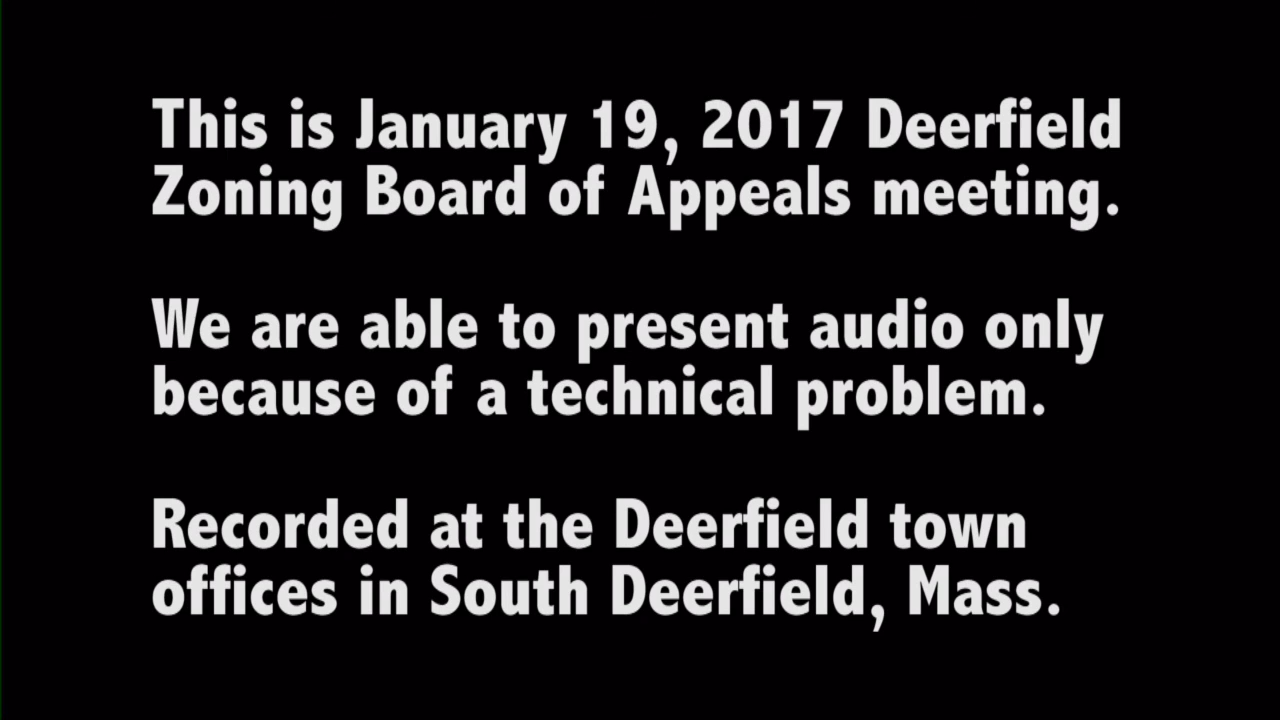 This is January 19, 2017 Deerfield
Zoning Board of Appeals meeting.
We are able to present audio only
because of a technical problem.
Recorded at the Deerfield town
offices in South Deerfield, Mass.